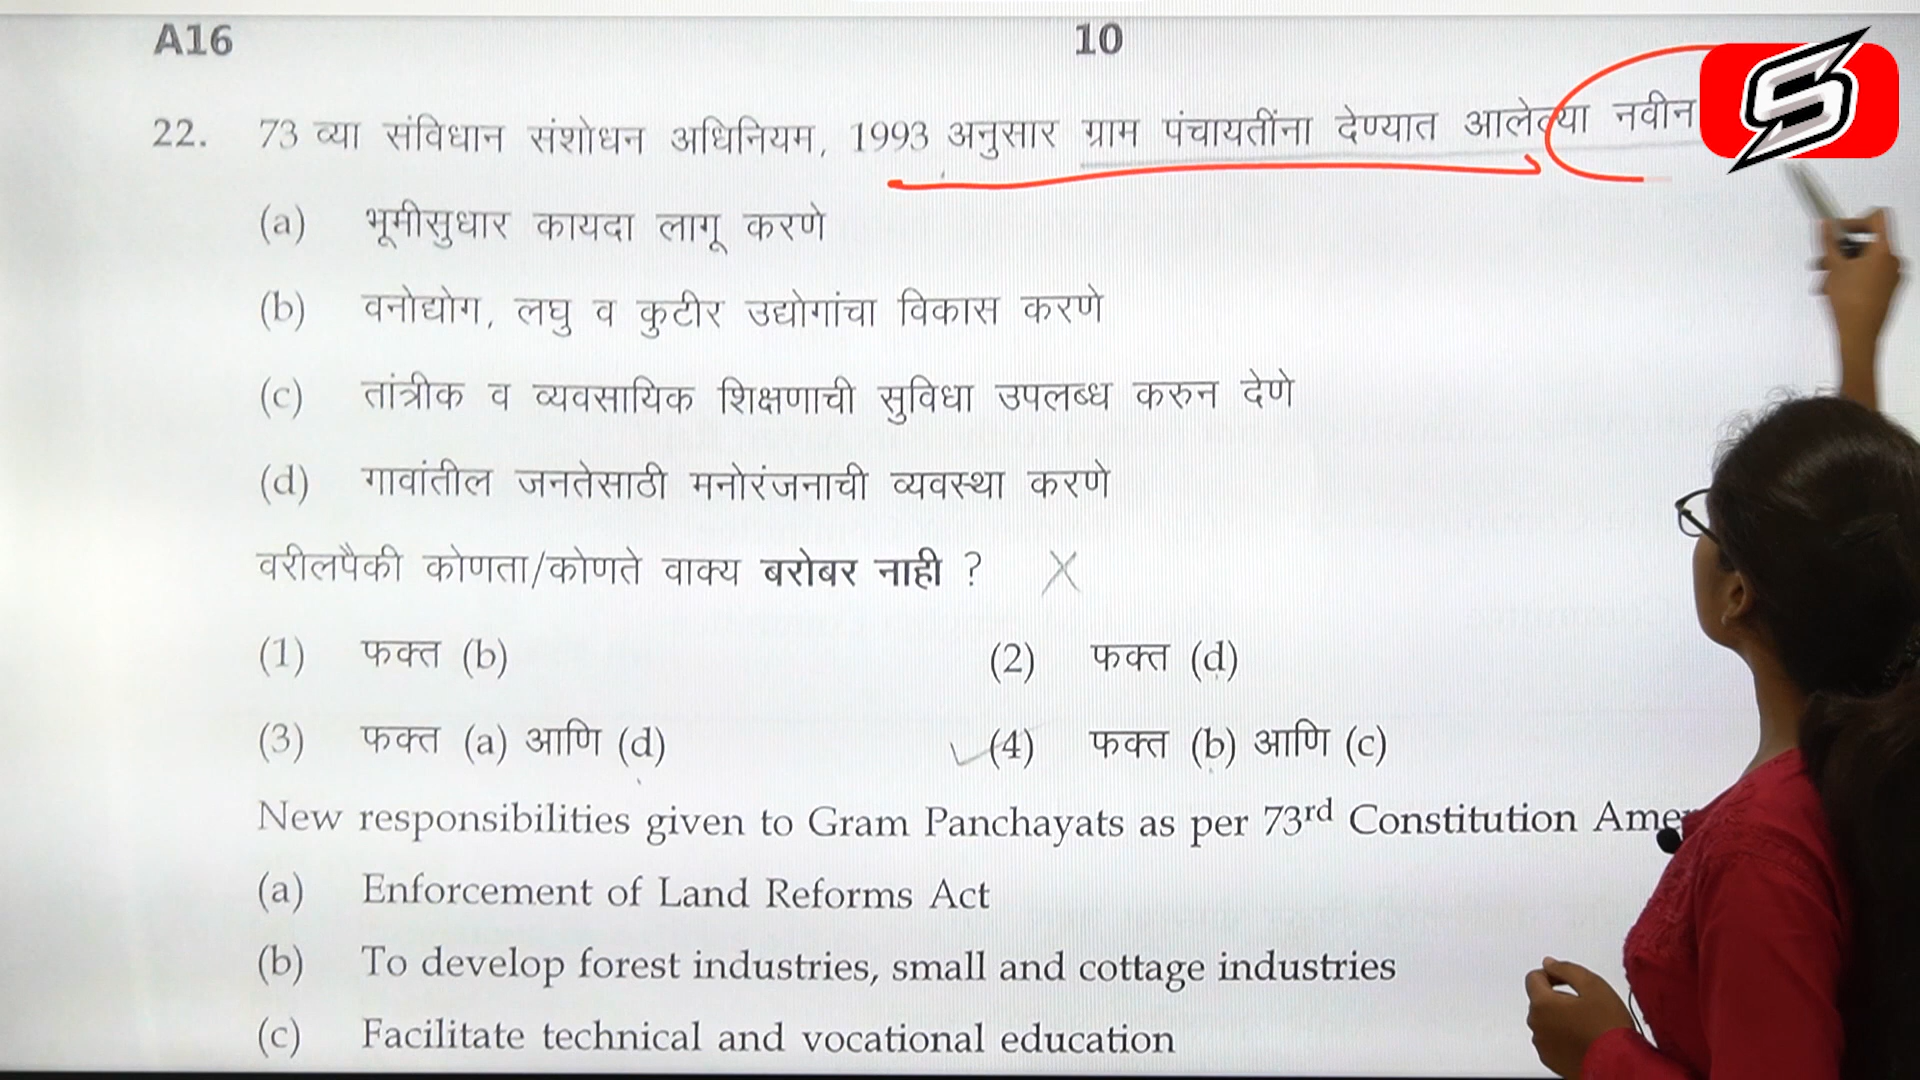 A16 10
22. 73 व्या संविधान संशोधन अधिनियम, 1993 अनुसार ग्राम पंचायतींना देण्यात आलेल्या नवीन
(a) भूमीसुधार कायदा लागू करणे
(b) वनोद्योग, लघु व कुटीर उद्योगांचा विकास करणे
(c) तांत्रीक व व्यवसायिक शिक्षणाची सुविधा उपलब्ध करुन देणे
(d) गावांतील जनतेसाठी मनोरंजनाची व्यवस्था करणे
वरीलपैकी कोणता/कोणते वाक्य बरोबर नाही ?
(1) फक्त (b) (2) फक्त (d)
(3) फक्त (a) आणि (d) (4) फक्त (b) आणि (c)
New responsibilities given to Gram Panchayats as per 73rd Constitution
(a) Enforcement of Land Reforms Act
(b) To develop forest industries, small and cottage industries
(c) Facilitate technical and vocational education